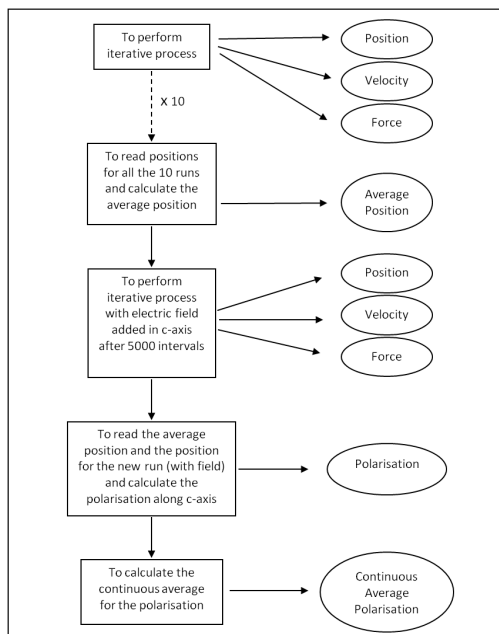 To perform
iterative process
Position
Velocity
Force
X 10
To read positions
for all the 10 runs
and calculate the
average position
Average
Position
To perform
iterative process
with electric field
added in c-axis
after 5000 intervals
Position
Velocity
Force
To read the average
position and the position
for the new run (with field)
and calculate the
polarisation along c-axis
Polarisation
To calculate the
continuous average
for the polarisation
Continuous
Average
Polarisation